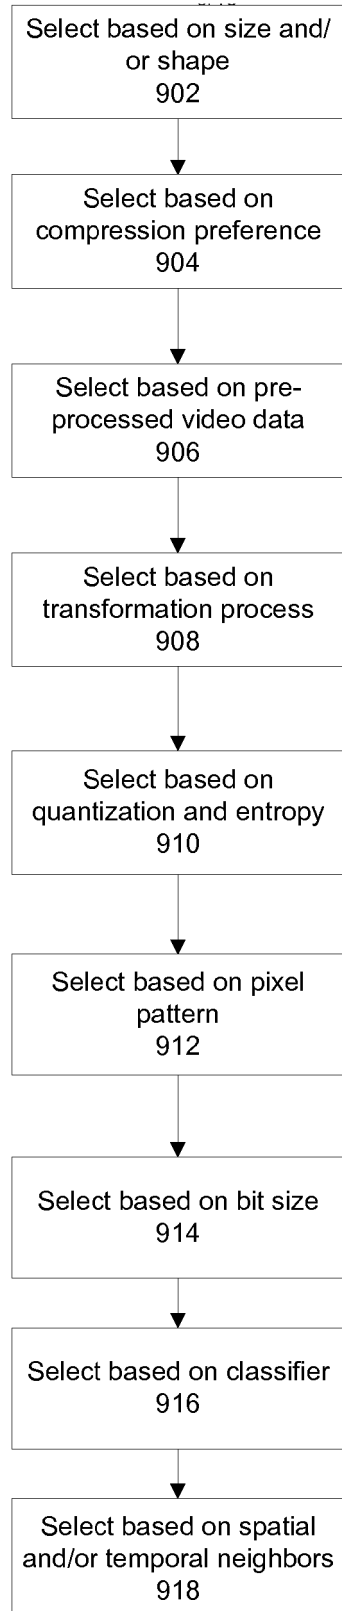 Select based on size and/
or shape
902
Select based on
compression preference
904
Select based on pre-
processed video data
906
Select based on
transformation process
908
Select based on
quantization and entropy
910
Select based on pixel
pattern
912
Select based on bit size
914
Select based on classifier
916
Select based on spatial
and/or temporal neighbors
918